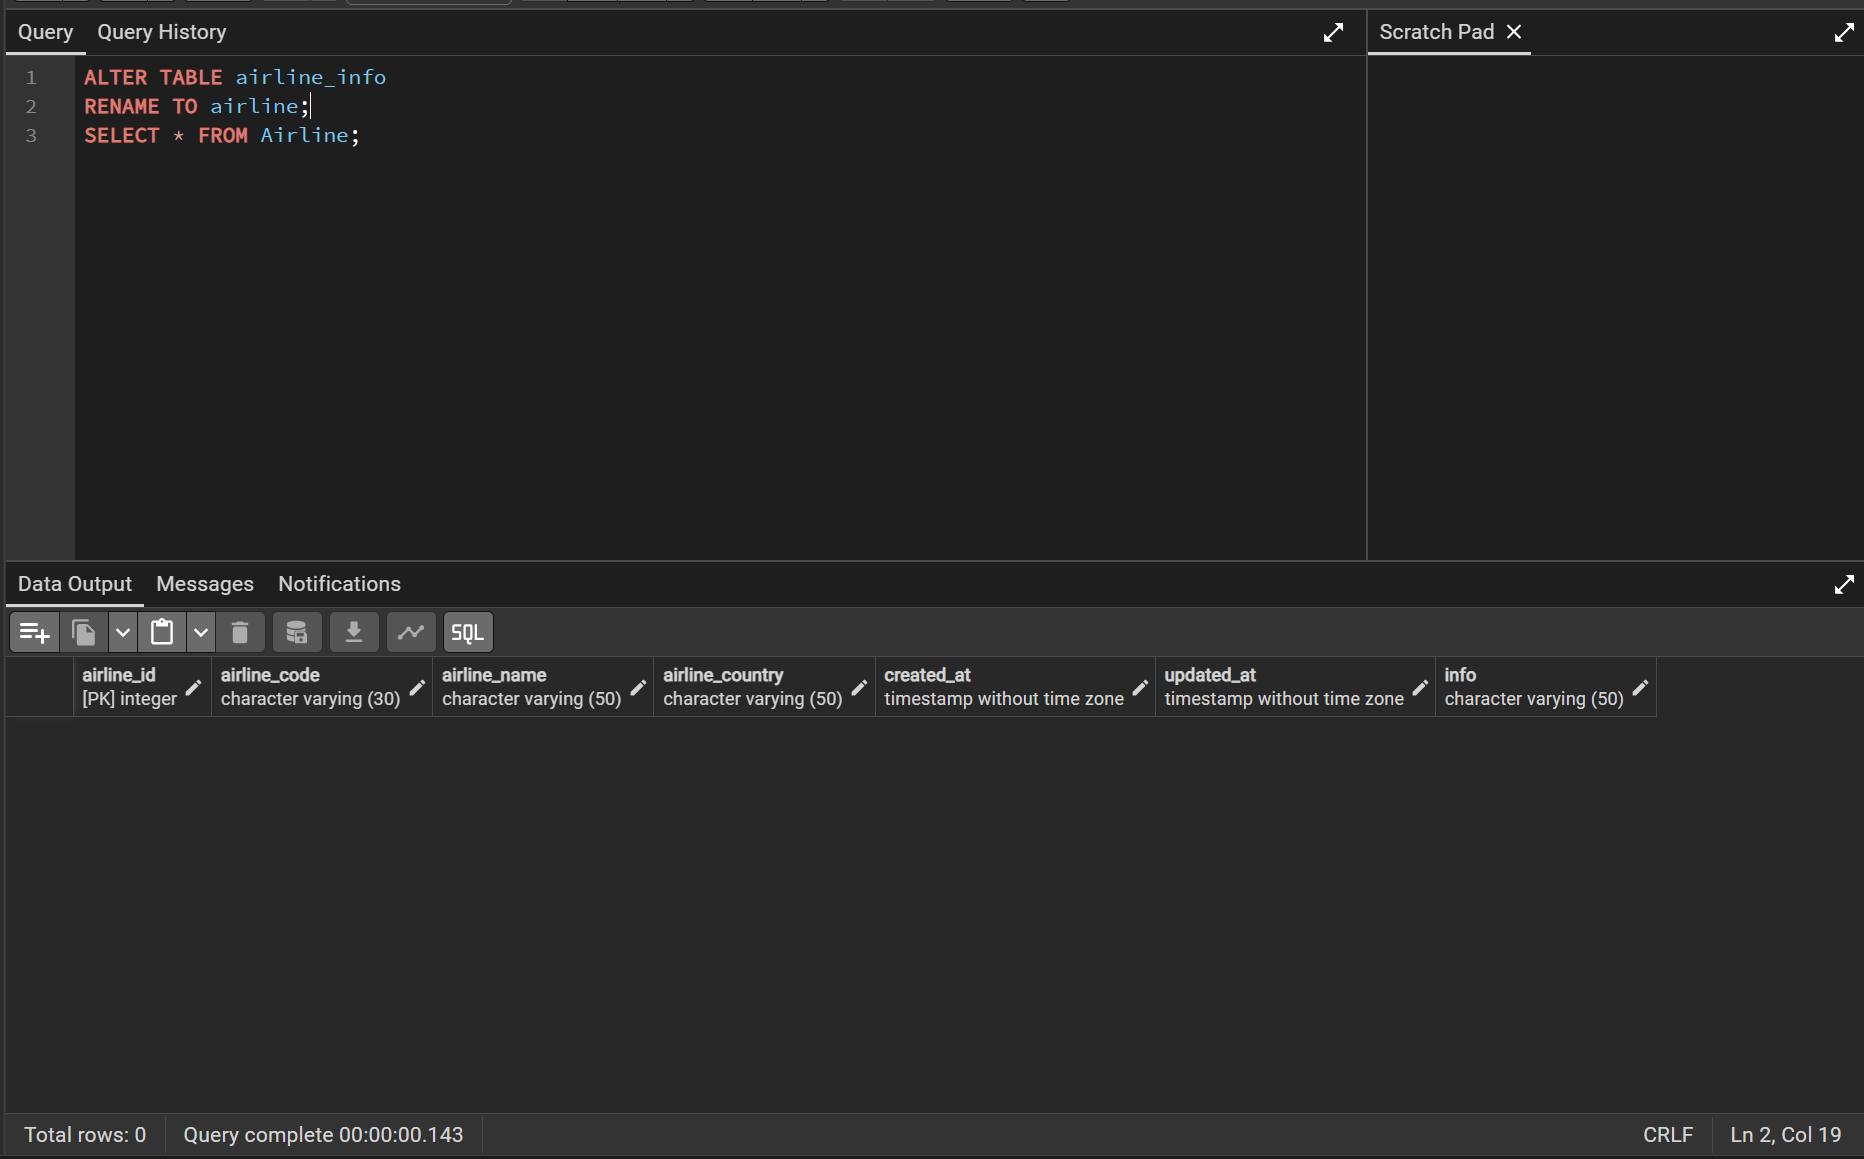 Query Query History Scratch Pad
1 ALTER TABLE airline_info
2 RENAME TO airline;
3 SELECT * FROM Airline;
Data Output Messages Notifications
SQL
airline_id airline_code airline_name airline_country created_at updated_at info
[PK] integer character varying (30) character varying (50) character varying (50) timestamp without time zone timestamp without time zone character varying (50)
Total rows: 0 Query complete 00:00:00.143 CRLF Ln 2, Col 19